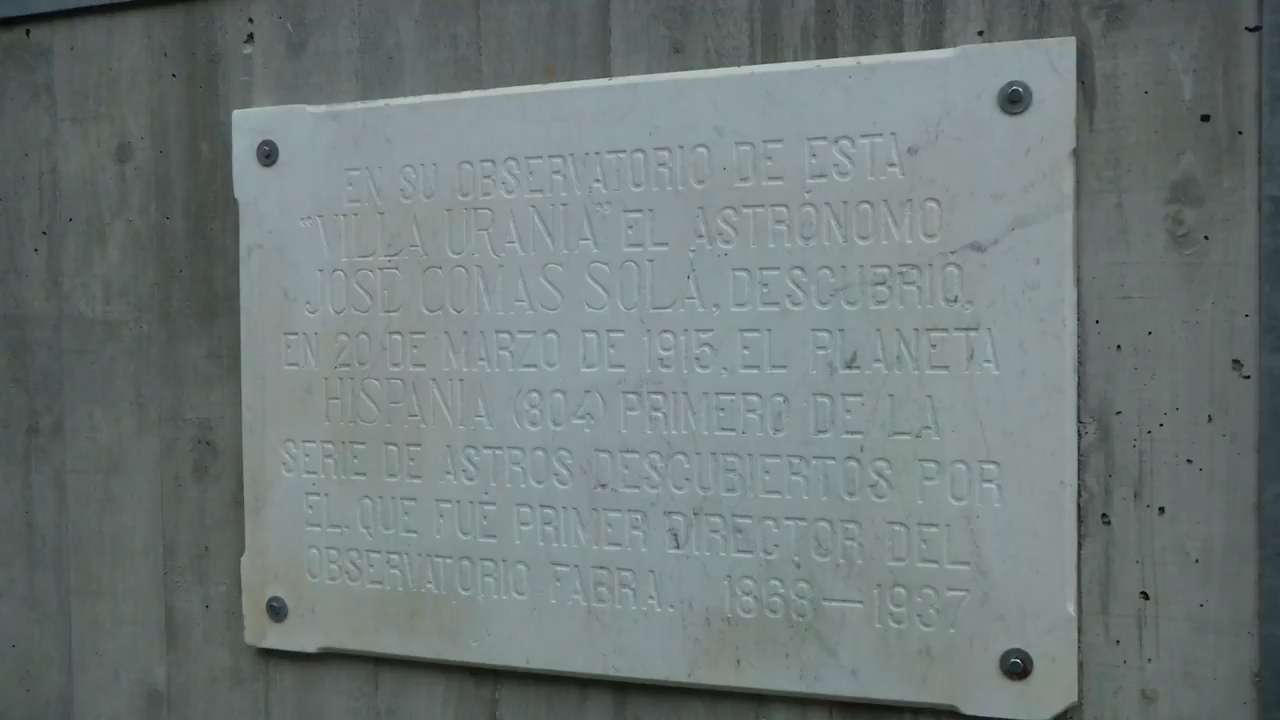 EN SU OBSERVATORIO DE ESTA
"VILLA URANIA" EL ASTRÓNOMO
JOSÉ COMAS SOLÁ, DESCUBRIÓ,
EN 20 DE MARZO DE 1915, EL PLANETA
HISPANIA (804) PRIMERO DE LA
SERIE DE ASTROS DESCUBIERTOS POR
ÉL, QUE FUÉ PRIMER DIRECTOR DEL
OBSERVATORIO FABRA. 1868—1937